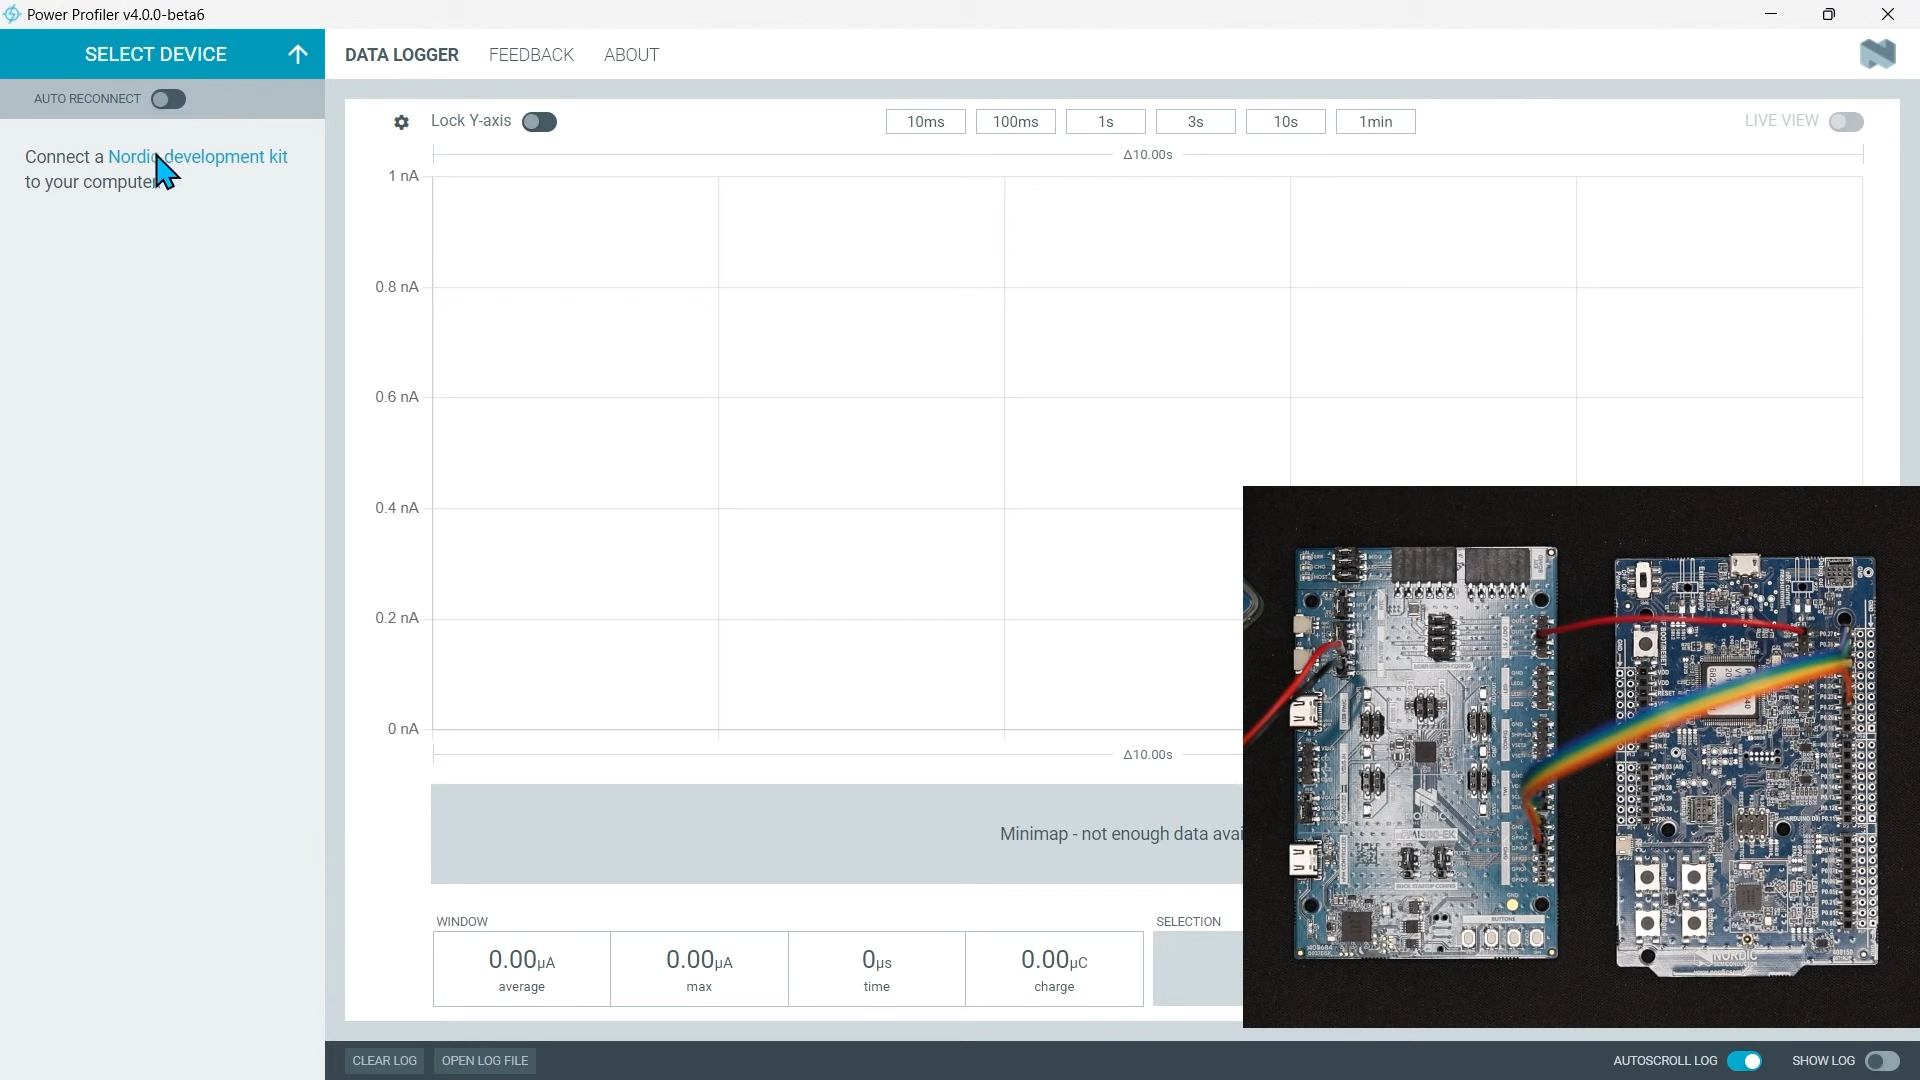 Power Profiler v4.0.0-beta6
SELECT DEVICE
DATA LOGGER
FEEDBACK
ABOUT
AUTO RECONNECT
Lock Y-axis
10ms
100ms
1s
3s
10s
1min
LIVE VIEW
Connect a Nordic development kit
to your computer
Δ10.00s
1 nA
0.8 nA
0.6 nA
0.4 nA
0.2 nA
0 nA
Δ10.00s
Minimap - not enough data avai
WINDOW
SELECTION
0.00µA
average
0.00µA
max
0µs
time
0.00µC
charge
NORDIC
BUTTONS
NORDIC
CLEAR LOG
OPEN LOG FILE
AUTOSCROLL LOG
SHOW LOG